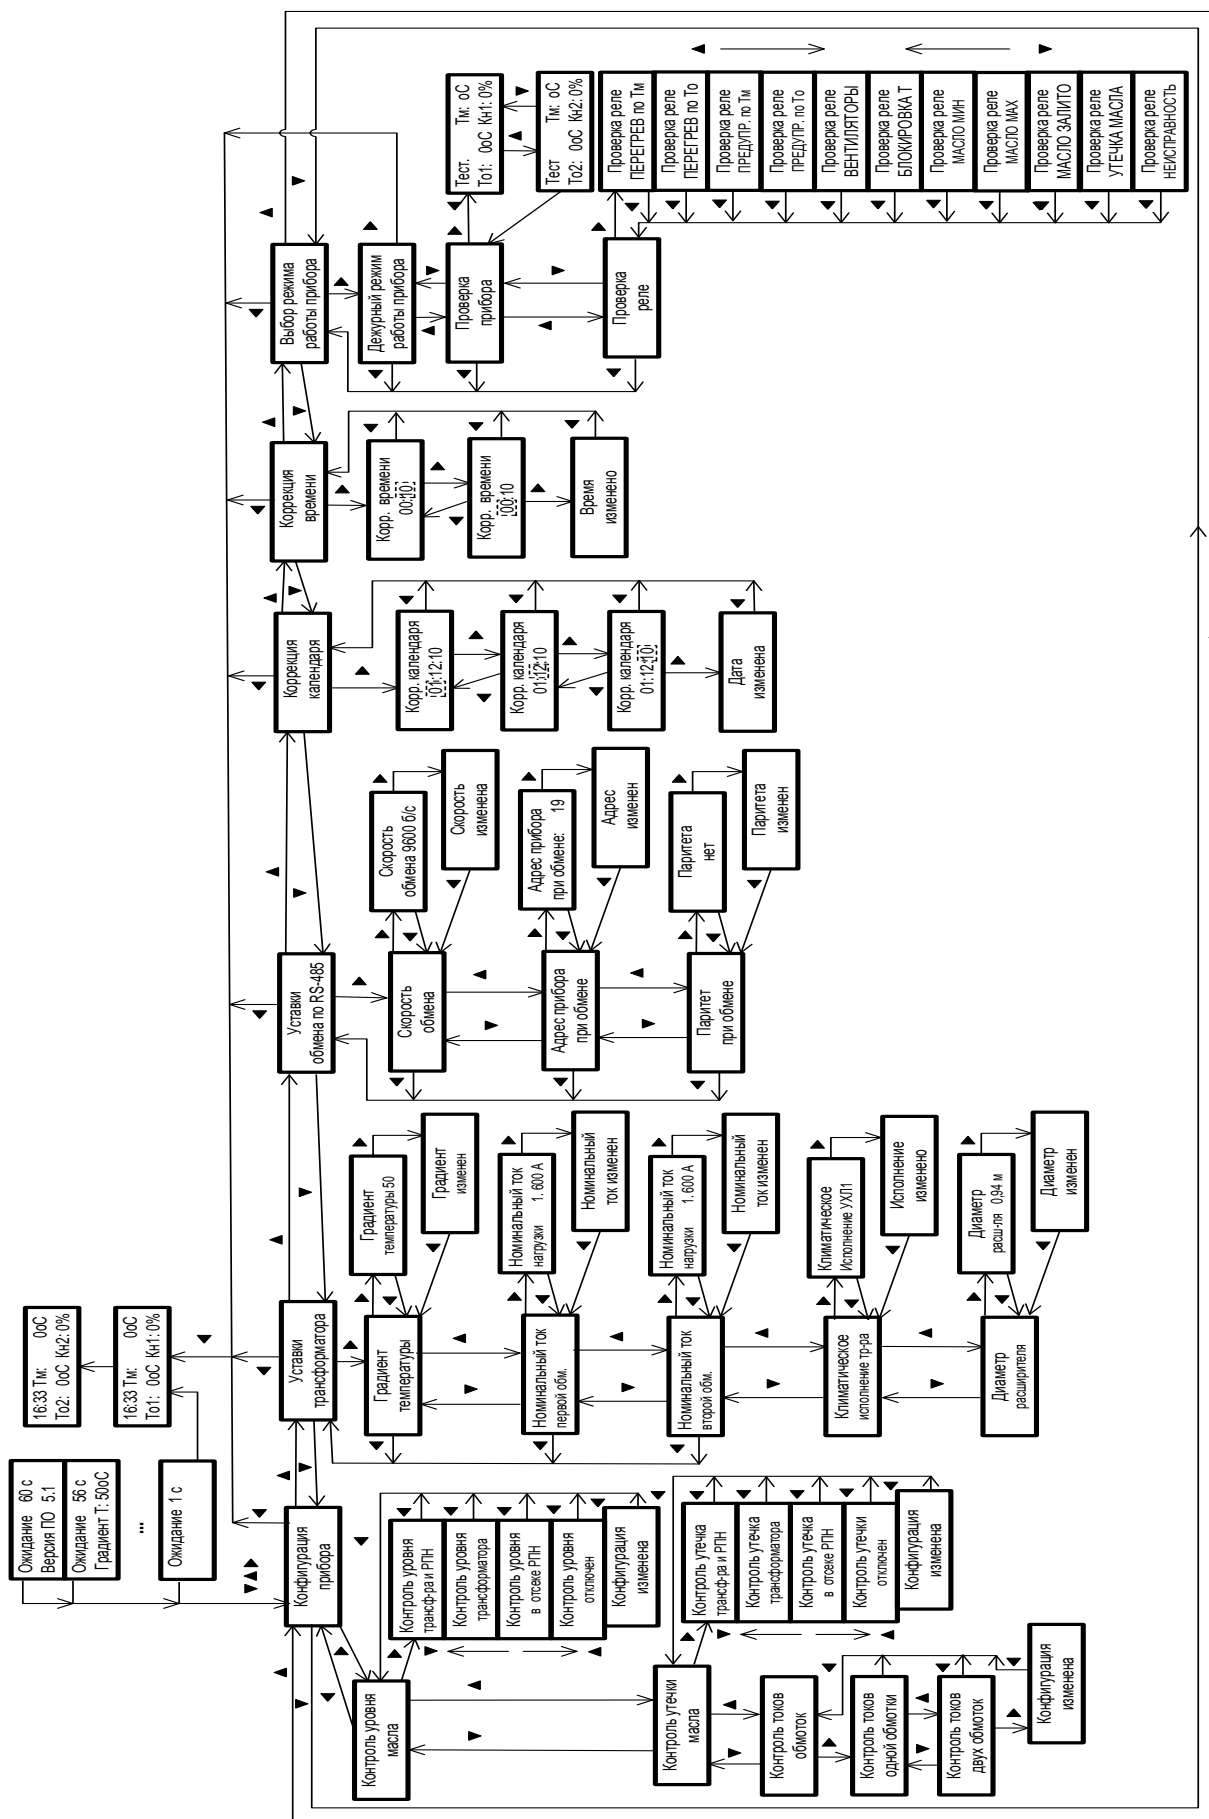 Ожидание 60 с
Версия ПО 5.1
Ожидание 56 с
Градиент Т: 50оС
...
Ожидание 1 с
16:33 Тм: 0оС
То2: 0оС Кн2: 0%
16:33 Тм: 0оС
То1: 0оС Кн1: 0%
Конфигурация
прибора
Контроль уровня
масла
Контроль уровня
трансф-ра и РПН
Контроль уровня
трансформатора
Контроль уровня
в отсеке РПН
Контроль уровня
отключен
Конфигурация
изменена
Контроль утечки
масла
Контроль утечка
трансф-ра и РПН
Контроль утечка
трансформатора
Контроль утечка
в отсеке РПН
Контроль утечки
отключен
Конфигурация
изменена
Контроль токов
обмоток
Контроль токов
одной обмотки
Контроль токов
двух обмоток
Конфигурация
изменена
Уставки
трансформатора
Градиент
температуры
Градиент
температуры 50
Градиент
изменен
Номинальный ток
первой обм.
Номинальный ток
нагрузки 1. 600 А
Номинальный
ток изменен
Номинальный ток
второй обм.
Номинальный ток
нагрузки 1. 600 А
Номинальный
ток изменен
Климатическое
исполнение тр-ра
Климатическое
Исполнение УХЛ1
Исполнение
изменено
Диаметр
расширителя
Диаметр
расш-ля 0,94 м
Диаметр
изменен
Уставки
обмена по RS-485
Скорость
обмена
Скорость
обмена 9600 б/с
Скорость
изменена
Адрес прибора
при обмене
Адрес прибора
при обмене: 19
Адрес
изменен
Паритет
при обмене
Паритета
нет
Паритета
изменен
Коррекция
календаря
Корр. календаря
01:12:10
Корр. календаря
01:12:10
Корр. календаря
01:12:10
Дата
изменена
Коррекция
времени
Корр. времени
00:10
Корр. времени
00:10
Время
изменено
Выбор режима
работы прибора
Дежурный режим
работы прибора
Проверка
прибора
Тест Тм: оС
То1: 0оС Кн1: 0%
Тест Тм: оС
То2: 0оС Кн2: 0%
Проверка
реле
Проверка реле
ПЕРЕГРЕВ по Тм
Проверка реле
ПЕРЕГРЕВ по То
Проверка реле
ПРЕДУПР. по Тм
Проверка реле
ПРЕДУПР. по То
Проверка реле
ВЕНТИЛЯТОРЫ
Проверка реле
БЛОКИРОВКА Т
Проверка реле
МАСЛО МИН
Проверка реле
МАСЛО МАХ
Проверка реле
МАСЛО ЗАЛИТО
Проверка реле
УТЕЧКА МАСЛА
Проверка реле
НЕИСПРАВНОСТЬ